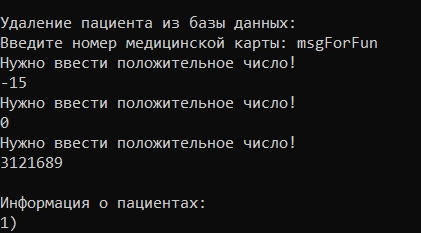 Удаление пациента из базы данных:
Введите номер медицинской карты: msgForFun
Нужно ввести положительное число!
-15
Нужно ввести положительное число!
0
Нужно ввести положительное число!
3121689
Информация о пациентах:
1)